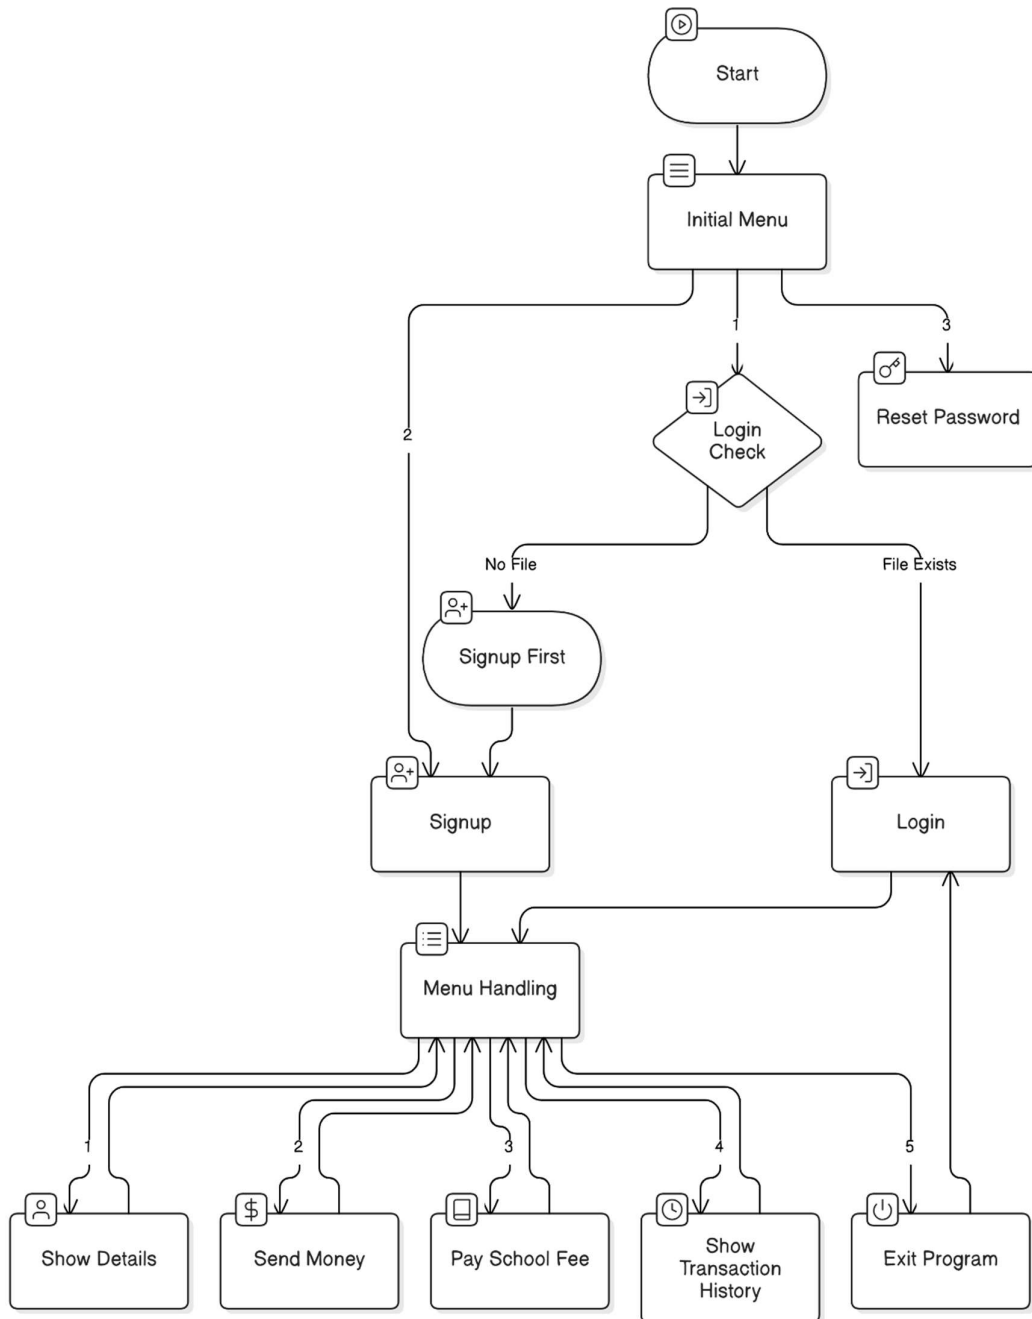 Start
Initial Menu
1
3
Reset Password
Login
Check
2
No File
File Exists
Signup First
Signup
Login
Menu Handling
1
2
3
4
5
Show Details
Send Money
Pay School Fee
Show
Transaction
History
Exit Program